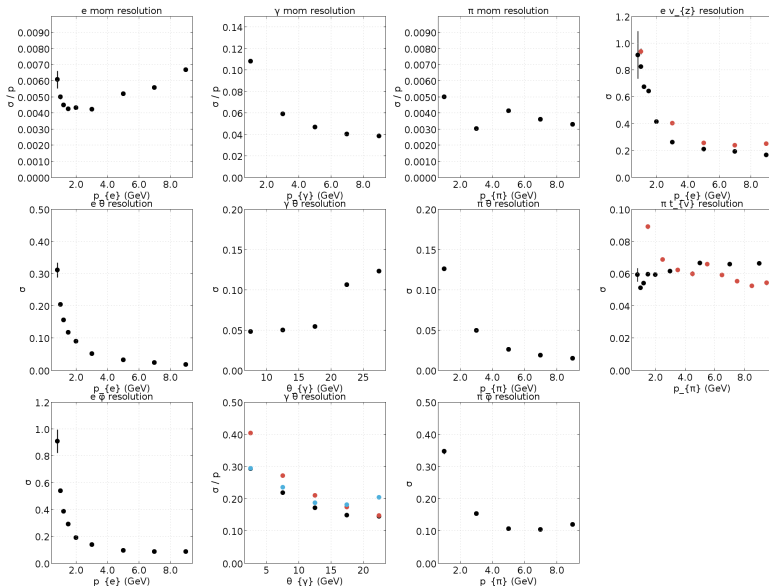 e mom resolution
σ / p
0.0090
0.0080
0.0070
0.0060
0.0050
0.0040
0.0030
0.0020
0.0010
0.0000
2.0 4.0 6.0 8.0
p_{e} (GeV)
γ mom resolution
σ / p
0.14
0.12
0.10
0.08
0.06
0.04
0.02
0.00
2.0 4.0 6.0 8.0
p_{γ} (GeV)
π mom resolution
σ / p
0.0090
0.0080
0.0070
0.0060
0.0050
0.0040
0.0030
0.0020
0.0010
0.0000
2.0 4.0 6.0 8.0
p_{π} (GeV)
e v_{z} resolution
σ
1.2
1.0
0.8
0.6
0.4
0.2
0.0
2.0 4.0 6.0 8.0
p_{e} (GeV)
e θ resolution
σ
0.50
0.40
0.30
0.20
0.10
0.00
2.0 4.0 6.0 8.0
p_{e} (GeV)
γ θ resolution
σ
0.20
0.15
0.10
0.05
0.00
10 15 20 25
θ_{γ} (GeV)
π θ resolution
σ
0.20
0.15
0.10
0.05
0.00
2.0 4.0 6.0 8.0
p_{π} (GeV)
π t_{v} resolution
σ
0.10
0.08
0.06
0.04
0.02
0.00
2.0 4.0 6.0 8.0
p_{π} (GeV)
e φ resolution
σ
1.2
1.0
0.8
0.6
0.4
0.2
0.0
2.0 4.0 6.0 8.0
p_{e} (GeV)
γ θ resolution
σ / p
0.50
0.40
0.30
0.20
0.10
0.00
5 10 15 20
θ_{γ} (GeV)
π φ resolution
σ
0.50
0.40
0.30
0.20
0.10
0.00
2.0 4.0 6.0 8.0
p_{π} (GeV)